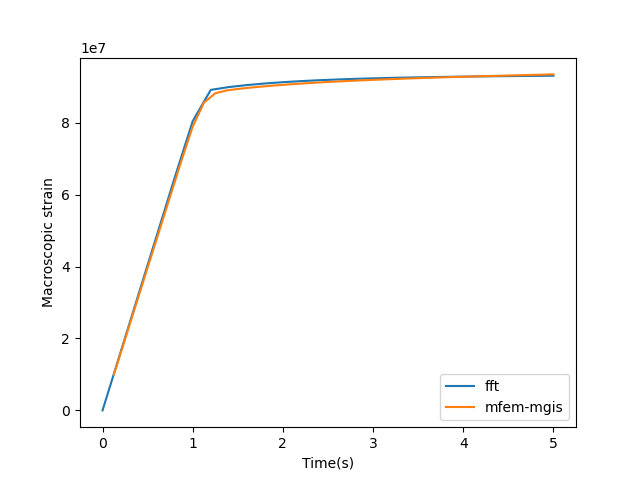 1e7
8
6
4
2
0
Macroscopic strain
0 1 2 3 4 5
Time(s)
fft
mfem-mgis